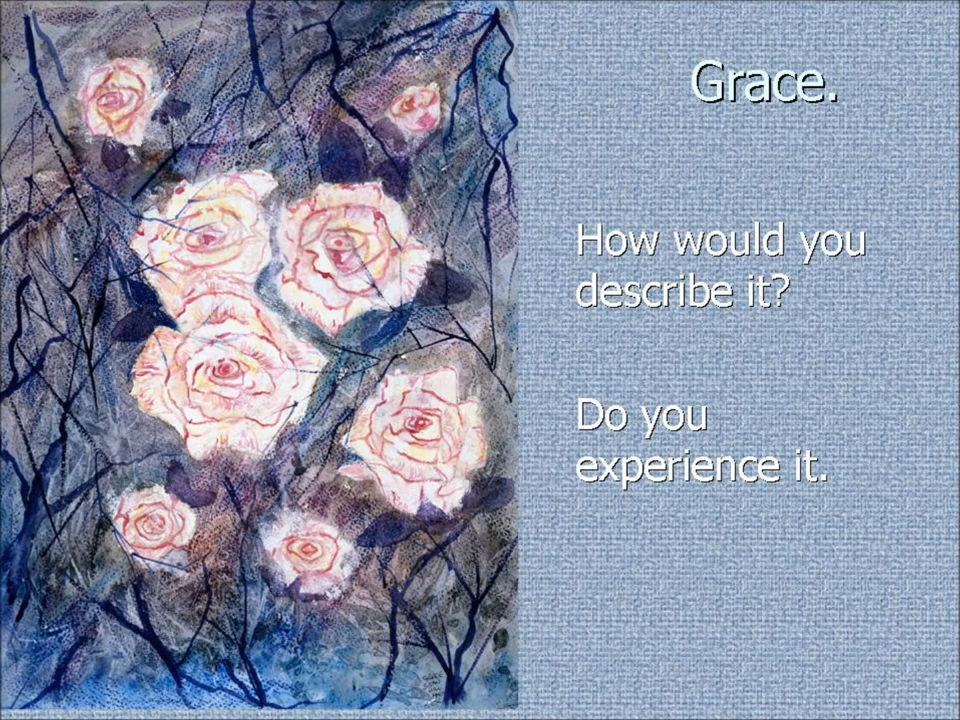 Grace.
How would you
describe it?
Do you
experience it.